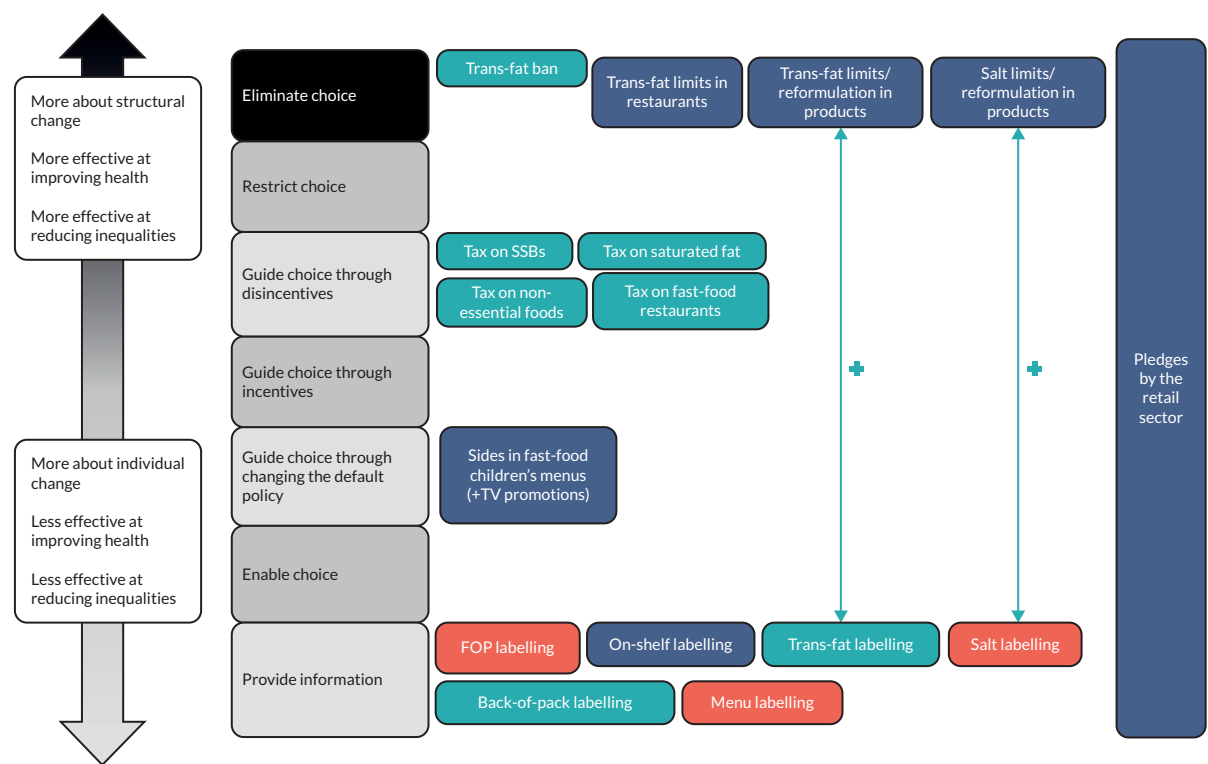 More about structural
change
More effective at
improving health
More effective at
reducing inequalities
More about individual
change
Less effective at
improving health
Less effective at
reducing inequalities
Eliminate choice
Trans-fat ban
Trans-fat limits in
restaurants
Trans-fat limits/
reformulation in
products
Salt limits/
reformulation in
products
Restrict choice
Guide choice through
disincentives
Tax on SSBs
Tax on saturated fat
Tax on non-
essential foods
Tax on fast-food
restaurants
Guide choice through
incentives
Guide choice through
changing the default
policy
Sides in fast-food
children's menus
(+TV promotions)
Enable choice
Provide information
FOP labelling
On-shelf labelling
Trans-fat labelling
Salt labelling
Back-of-pack labelling
Menu labelling
Pledges
by the
retail
sector